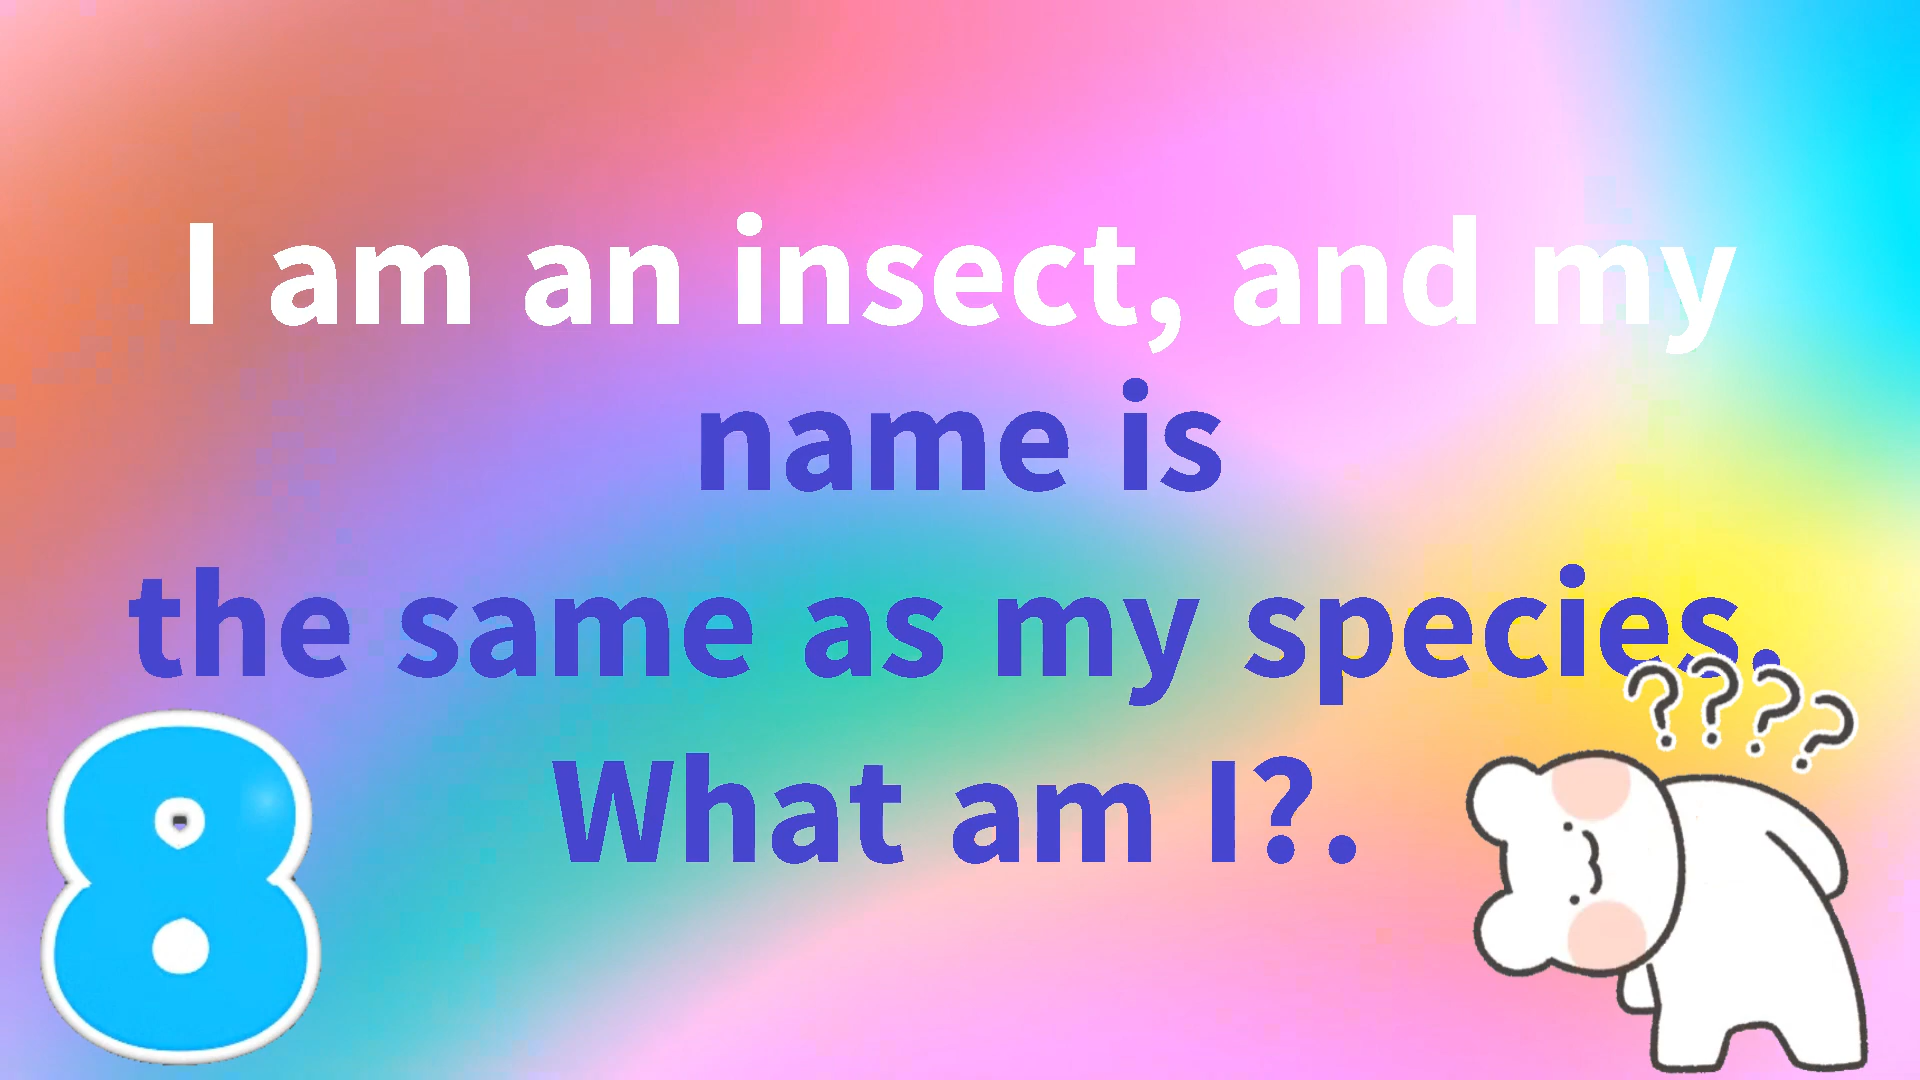 I am an insect, and my
name is
the same as my species.
What am I?.
????
8